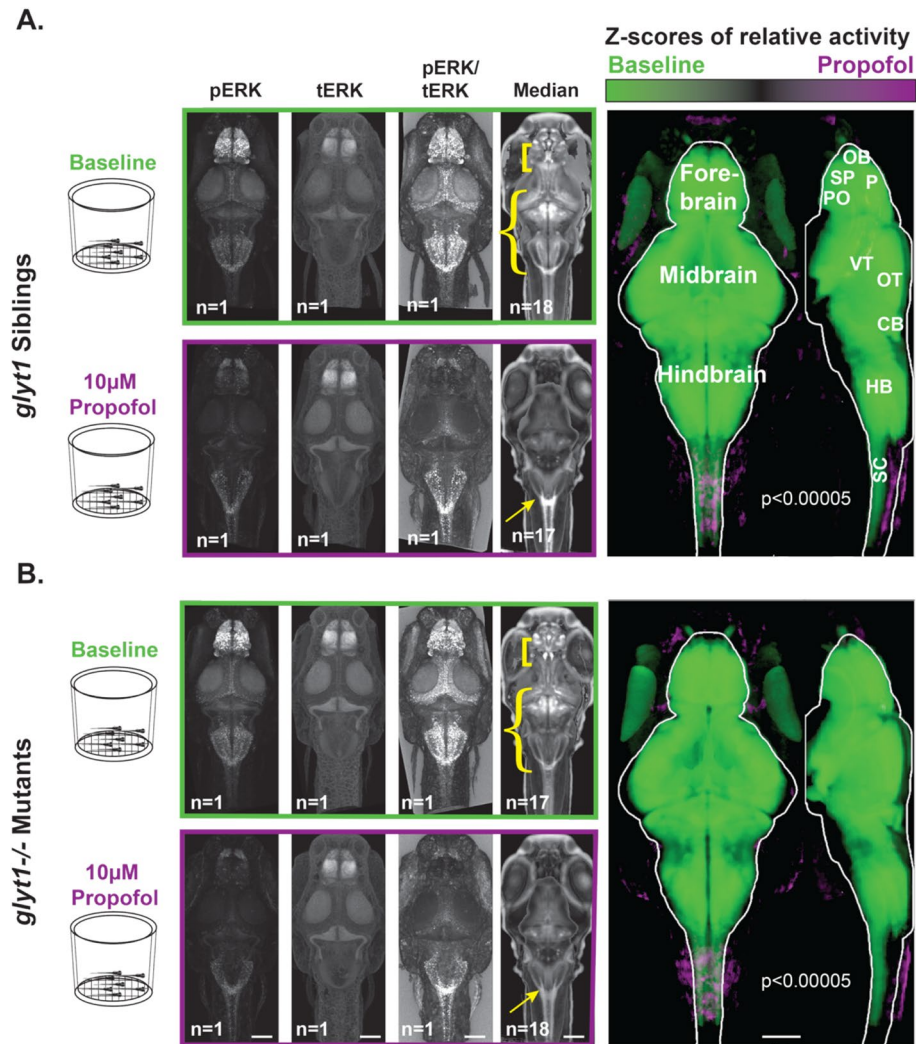 A.
Z-scores of relative activity
Baseline Propofol
pERK tERK pERK/
tERK Median
glyt1 Siblings
Baseline
n=1 n=1 n=1 n=18
10µM
Propofol
n=1 n=1 n=1 n=17
Fore-
brain
Midbrain
Hindbrain
OB
SP P
PO
VT
OT
CB
HB
SC
p<0.00005
B.
glyt1-/- Mutants
Baseline
n=1 n=1 n=1 n=17
10µM
Propofol
n=1 n=1 n=1 n=18
p<0.00005